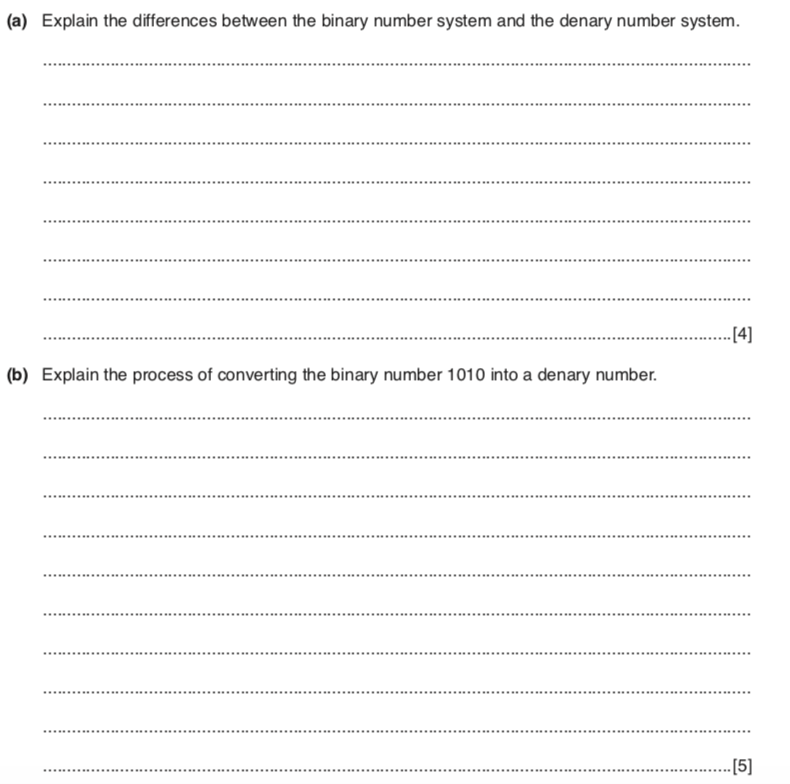 (a) Explain the differences between the binary number system and the denary number system.
[4]
(b) Explain the process of converting the binary number 1010 into a denary number.
[5]